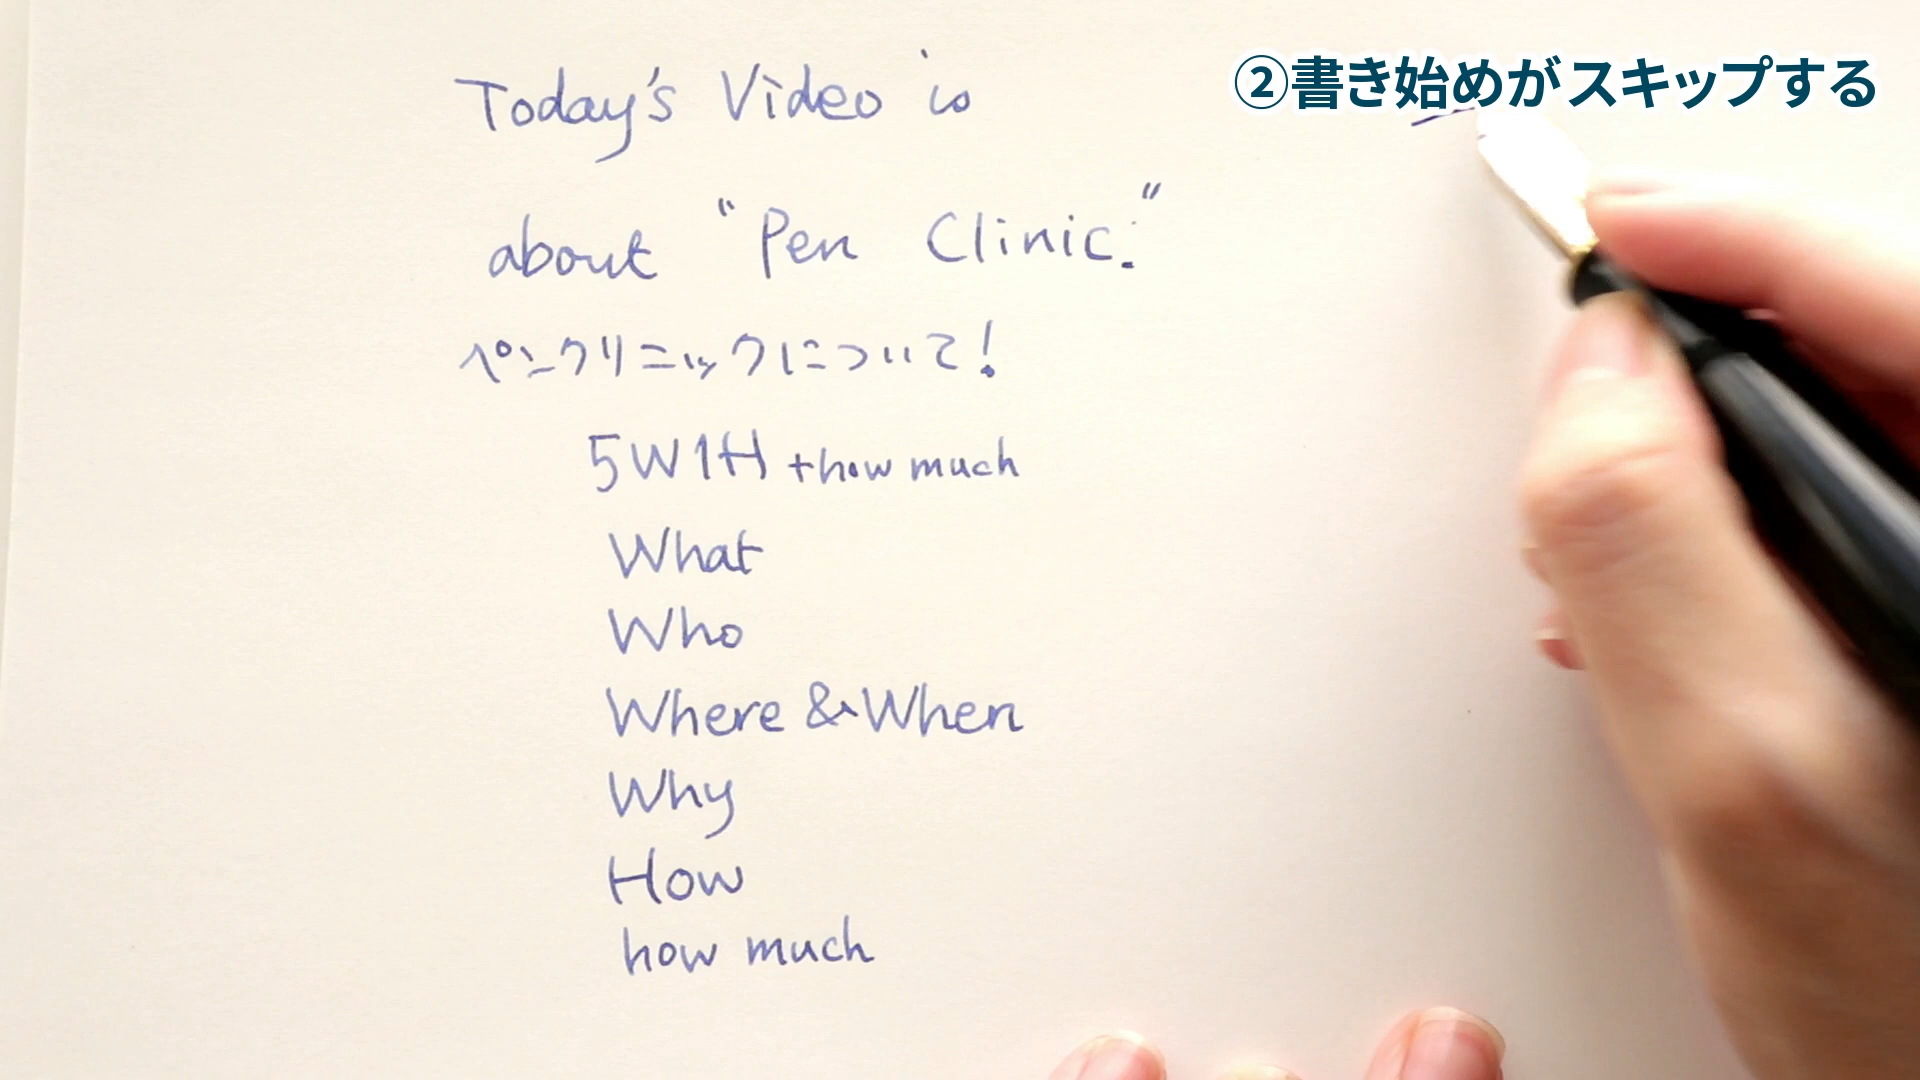 ②書き始めがスキップする
Today's Video is
about "Pen Clinic."
ペンクリニックについて!
5W1H +how much
What
Who
Where & When
Why
How
how much